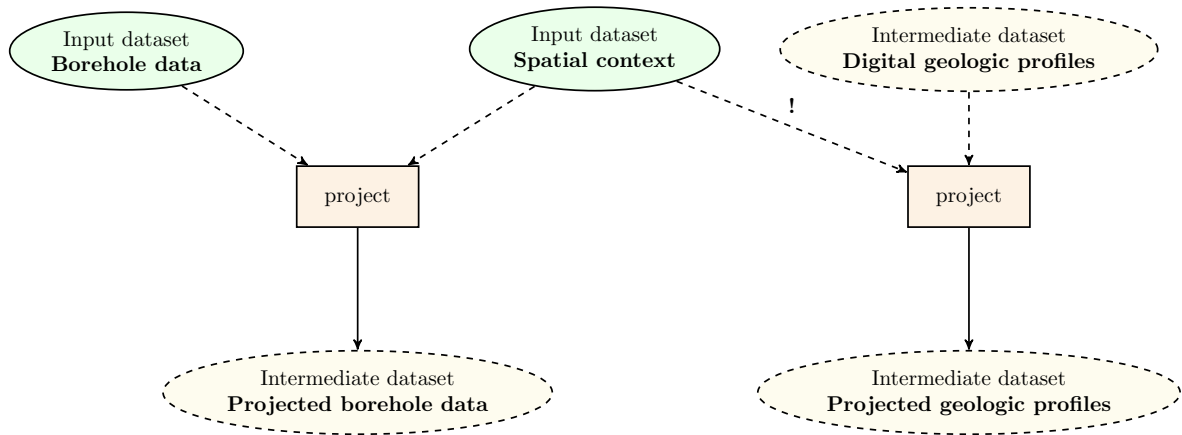 Input dataset
Borehole data
Input dataset
Spatial context
Intermediate dataset
Digital geologic profiles
!
project
project
Intermediate dataset
Projected borehole data
Intermediate dataset
Projected geologic profiles